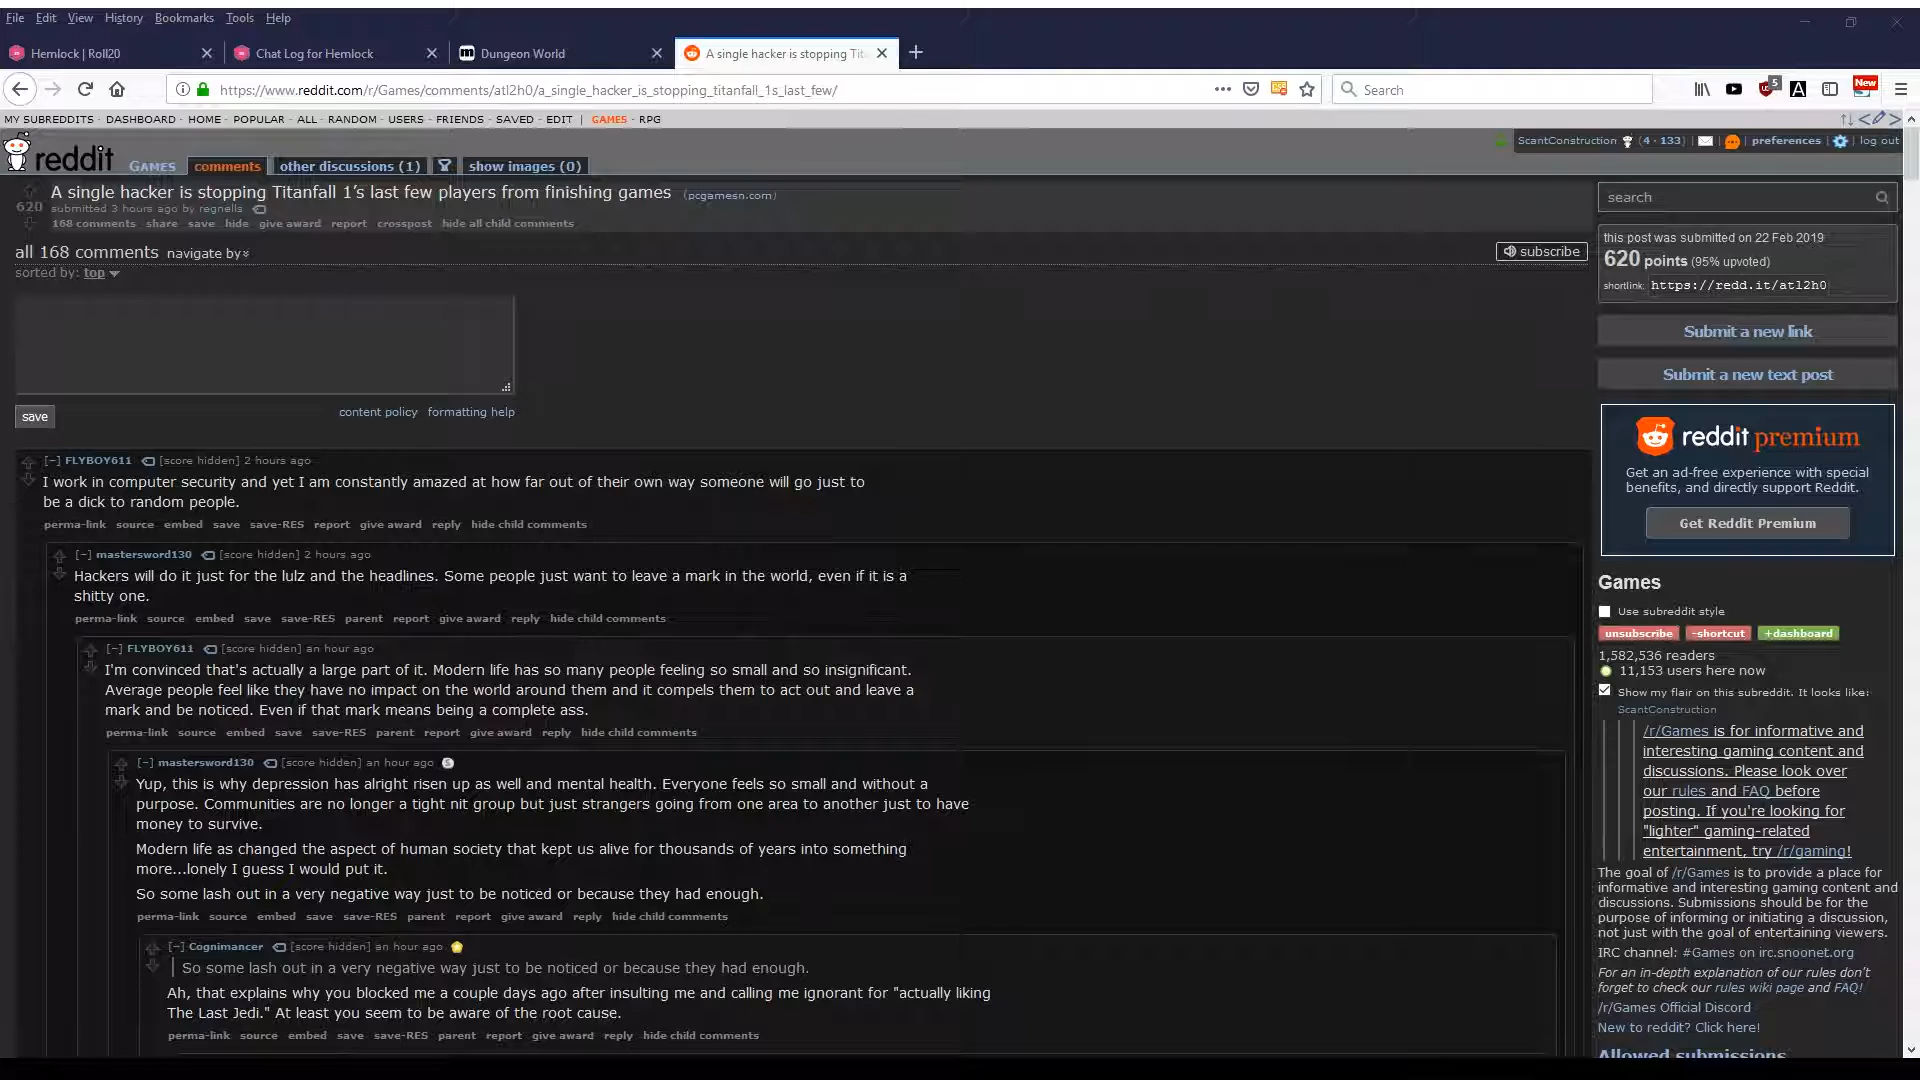 File Edit View History Bookmarks Tools Help
Hemlock | Roll20
Chat Log for Hemlock
Dungeon World
A single hacker is stopping Tita
https://www.reddit.com/r/Games/comments/atl2h0/a_single_hacker_is_stopping_titanfall_1s_last_few/
Search
5
New
MY SUBREDDITS - DASHBOARD - HOME - POPULAR - ALL - RANDOM - USERS - FRIENDS - SAVED - EDIT | GAMES - RPG
reddit GAMES comments other discussions (1) show images (0)
ScantConstruction (4 · 133) | | preferences | | log out
A single hacker is stopping Titanfall 1’s last few players from finishing games (pcgamesn.com)
620
submitted 3 hours ago by regnells
168 comments share save hide give award report crosspost hide all child comments
all 168 comments navigate by
subscribe
sorted by: top
save
content policy formatting help
[−] FLYBOY611 [score hidden] 2 hours ago
I work in computer security and yet I am constantly amazed at how far out of their own way someone will go just to
be a dick to random people.
perma-link source embed save save-RES report give award reply hide child comments
[−] mastersword130 [score hidden] 2 hours ago
Hackers will do it just for the lulz and the headlines. Some people just want to leave a mark in the world, even if it is a
shitty one.
perma-link source embed save save-RES parent report give award reply hide child comments
[−] FLYBOY611 [score hidden] an hour ago
I'm convinced that's actually a large part of it. Modern life has so many people feeling so small and so insignificant.
Average people feel like they have no impact on the world around them and it compels them to act out and leave a
mark and be noticed. Even if that mark means being a complete ass.
perma-link source embed save save-RES parent report give award reply hide child comments
[−] mastersword130 [score hidden] an hour ago
Yup, this is why depression has alright risen up as well and mental health. Everyone feels so small and without a
purpose. Communities are no longer a tight nit group but just strangers going from one area to another just to have
money to survive.
Modern life as changed the aspect of human society that kept us alive for thousands of years into something
more...lonely I guess I would put it.
So some lash out in a very negative way just to be noticed or because they had enough.
perma-link source embed save save-RES parent report give award reply hide child comments
[−] Cognimancer [score hidden] an hour ago
So some lash out in a very negative way just to be noticed or because they had enough.
Ah, that explains why you blocked me a couple days ago after insulting me and calling me ignorant for "actually liking
The Last Jedi." At least you seem to be aware of the root cause.
perma-link source embed save save-RES parent report give award reply hide child comments
search
this post was submitted on 22 Feb 2019
620 points (95% upvoted)
shortlink: https://redd.it/atl2h0
Submit a new link
Submit a new text post
reddit premium
Get an ad-free experience with special
benefits, and directly support Reddit.
Get Reddit Premium
Games
Use subreddit style
unsubscribe -shortcut +dashboard
1,582,536 readers
11,153 users here now
Show my flair on this subreddit. It looks like:
ScantConstruction
/r/Games is for informative and
interesting gaming content and
discussions. Please look over
our rules and FAQ before
posting. If you're looking for
"lighter" gaming-related
entertainment, try /r/gaming!
The goal of /r/Games is to provide a place for
informative and interesting gaming content and
discussions. Submissions should be for the
purpose of informing or initiating a discussion,
not just with the goal of entertaining viewers.
IRC channel: #Games on irc.snoonet.org
For an in-depth explanation of our rules don't
forget to check our rules wiki page and FAQ!
/r/Games Official Discord
New to reddit? Click here!
Allowed submissions